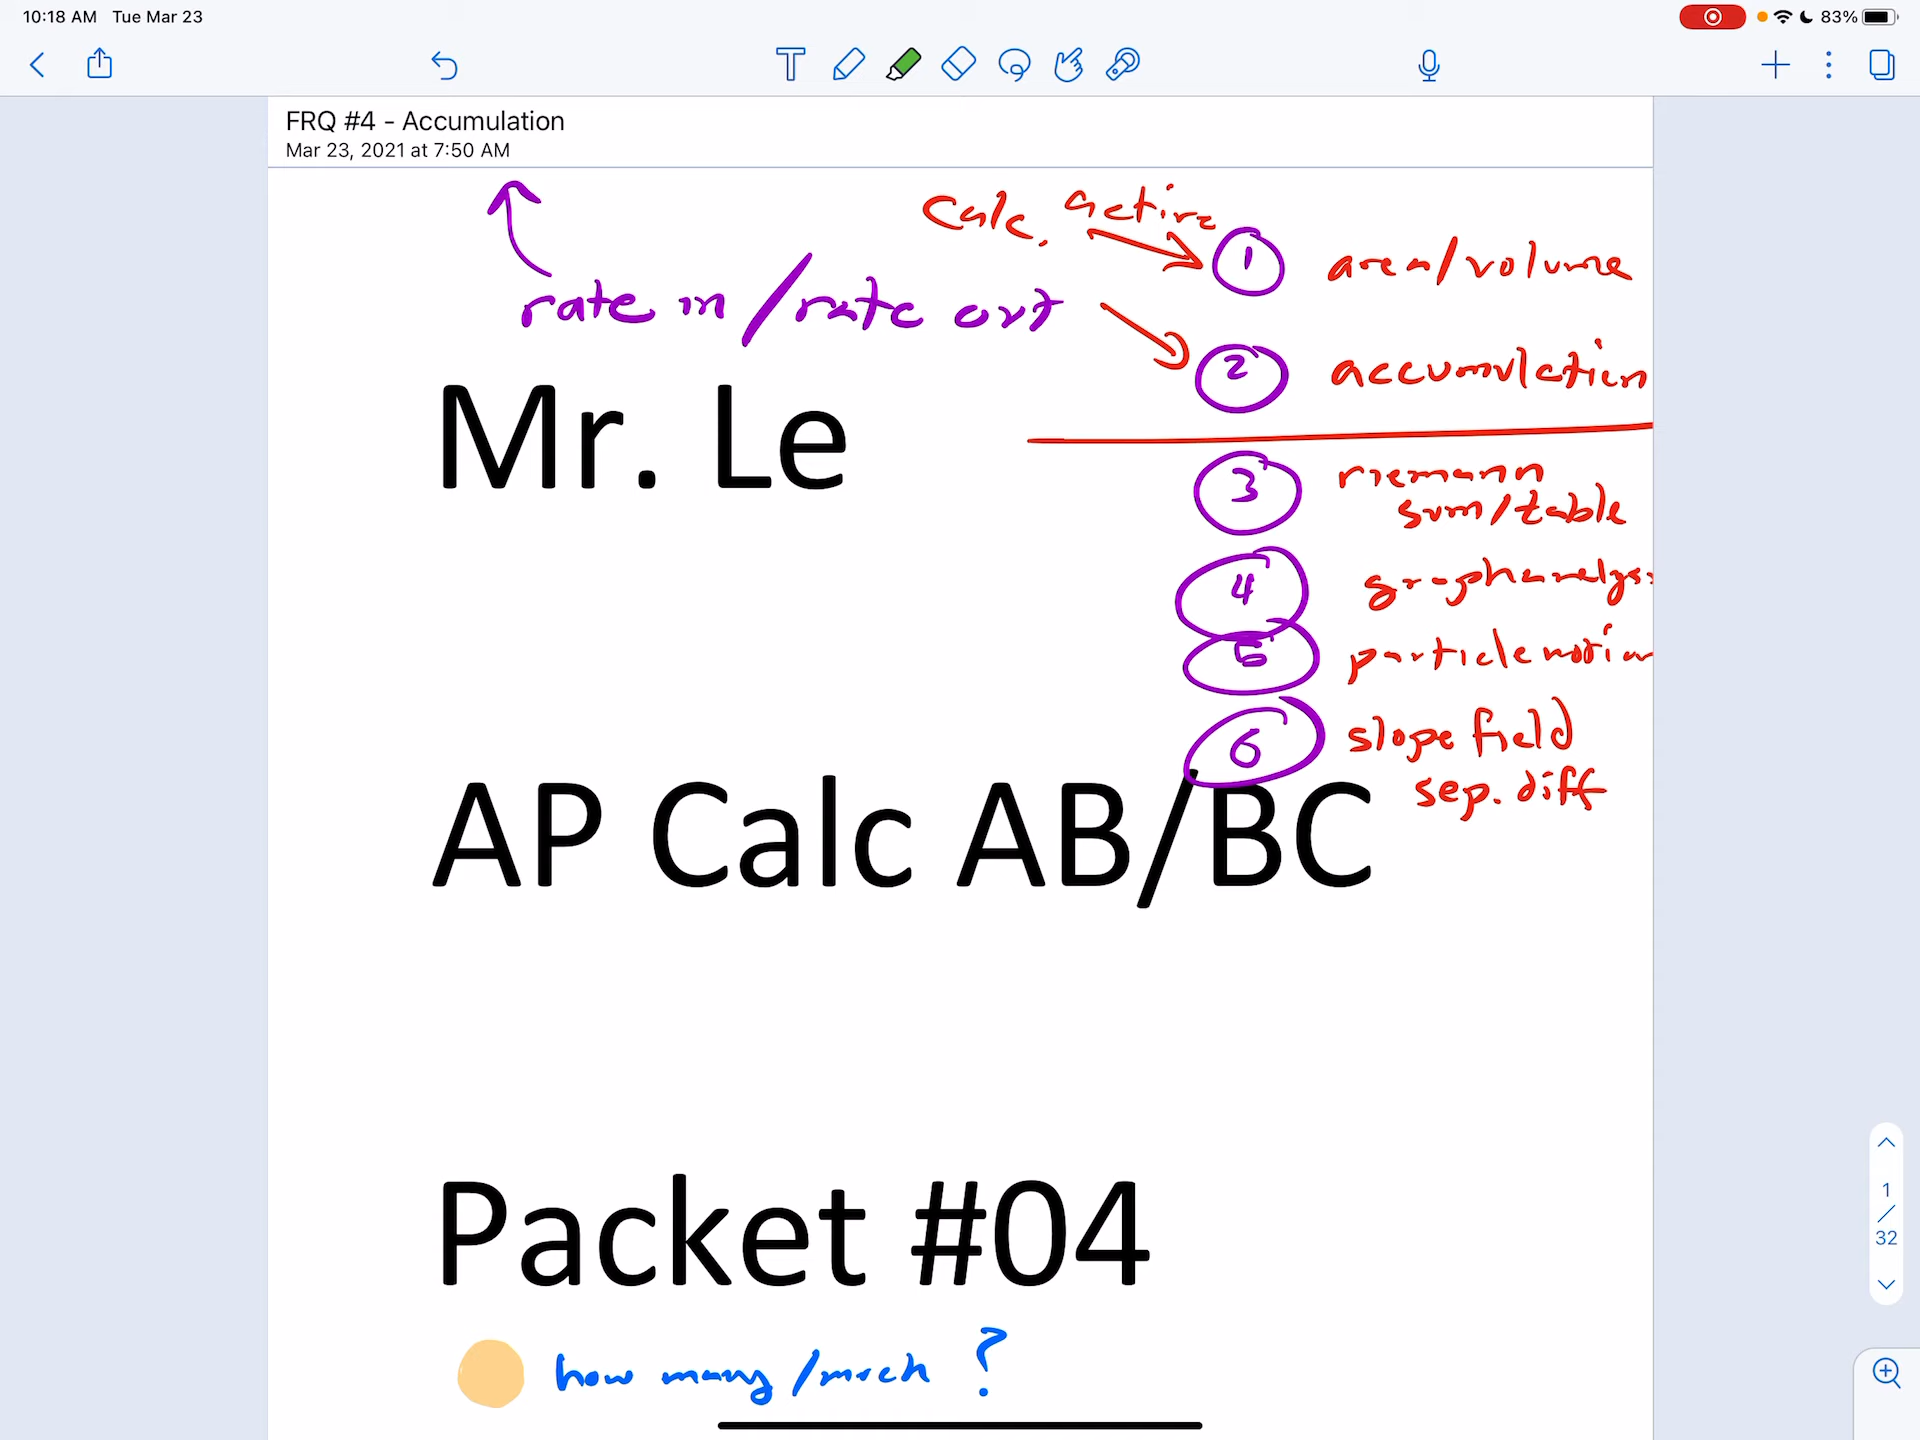 10:18 AM Tue Mar 23
83%
FRQ #4 - Accumulation
Mar 23, 2021 at 7:50 AM
calc. active
1 area/volume
rate in / rate out
2 accumulation
Mr. Le
3 riemann
sum/table
4 graph analysis
5 particle motion
6 slope field
sep. diff
AP Calc AB/BC
Packet #04
1
/
32
how many /much ?